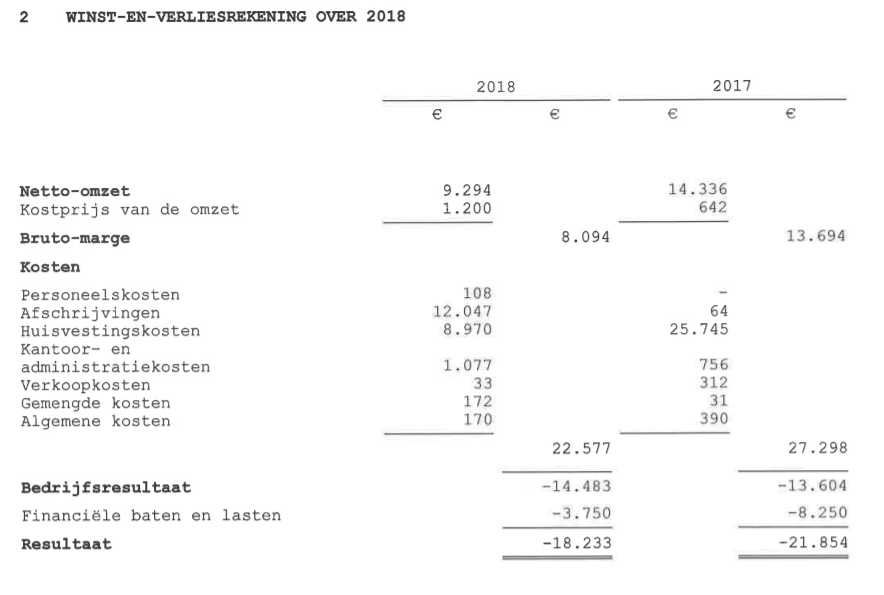 2 WINST-EN-VERLIESREKENING OVER 2018
2018 2017
€ € € €
Netto-omzet 9.294 14.336
Kostprijs van de omzet 1.200 642
Bruto-marge 8.094 13.694
Kosten
Personeelskosten 108 -
Afschrijvingen 12.047 64
Huisvestingskosten 8.970 25.745
Kantoor- en
administratiekosten 1.077 756
Verkoopkosten 33 312
Gemengde kosten 172 31
Algemene kosten 170 390
22.577 27.298
Bedrijfsresultaat -14.483 -13.604
Financiële baten en lasten -3.750 -8.250
Resultaat -18.233 -21.854